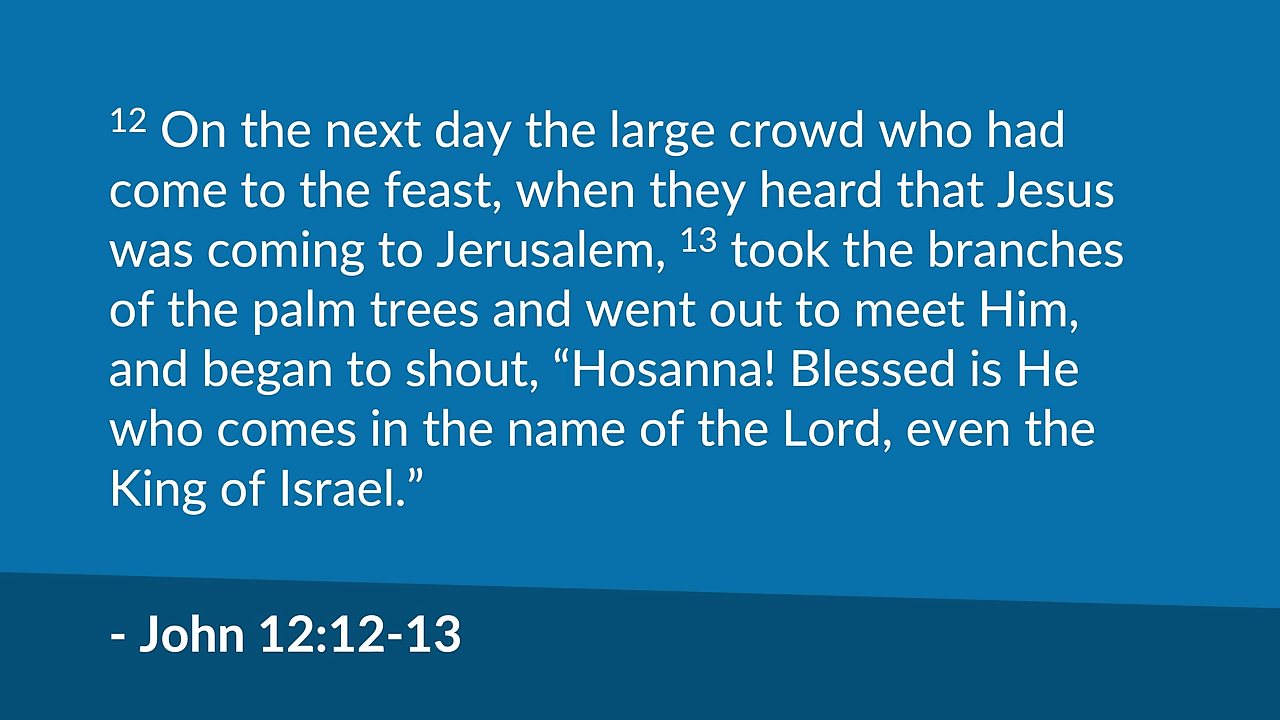 12 On the next day the large crowd who had
come to the feast, when they heard that Jesus
was coming to Jerusalem, 13 took the branches
of the palm trees and went out to meet Him,
and began to shout, “Hosanna! Blessed is He
who comes in the name of the Lord, even the
King of Israel.”
- John 12:12-13